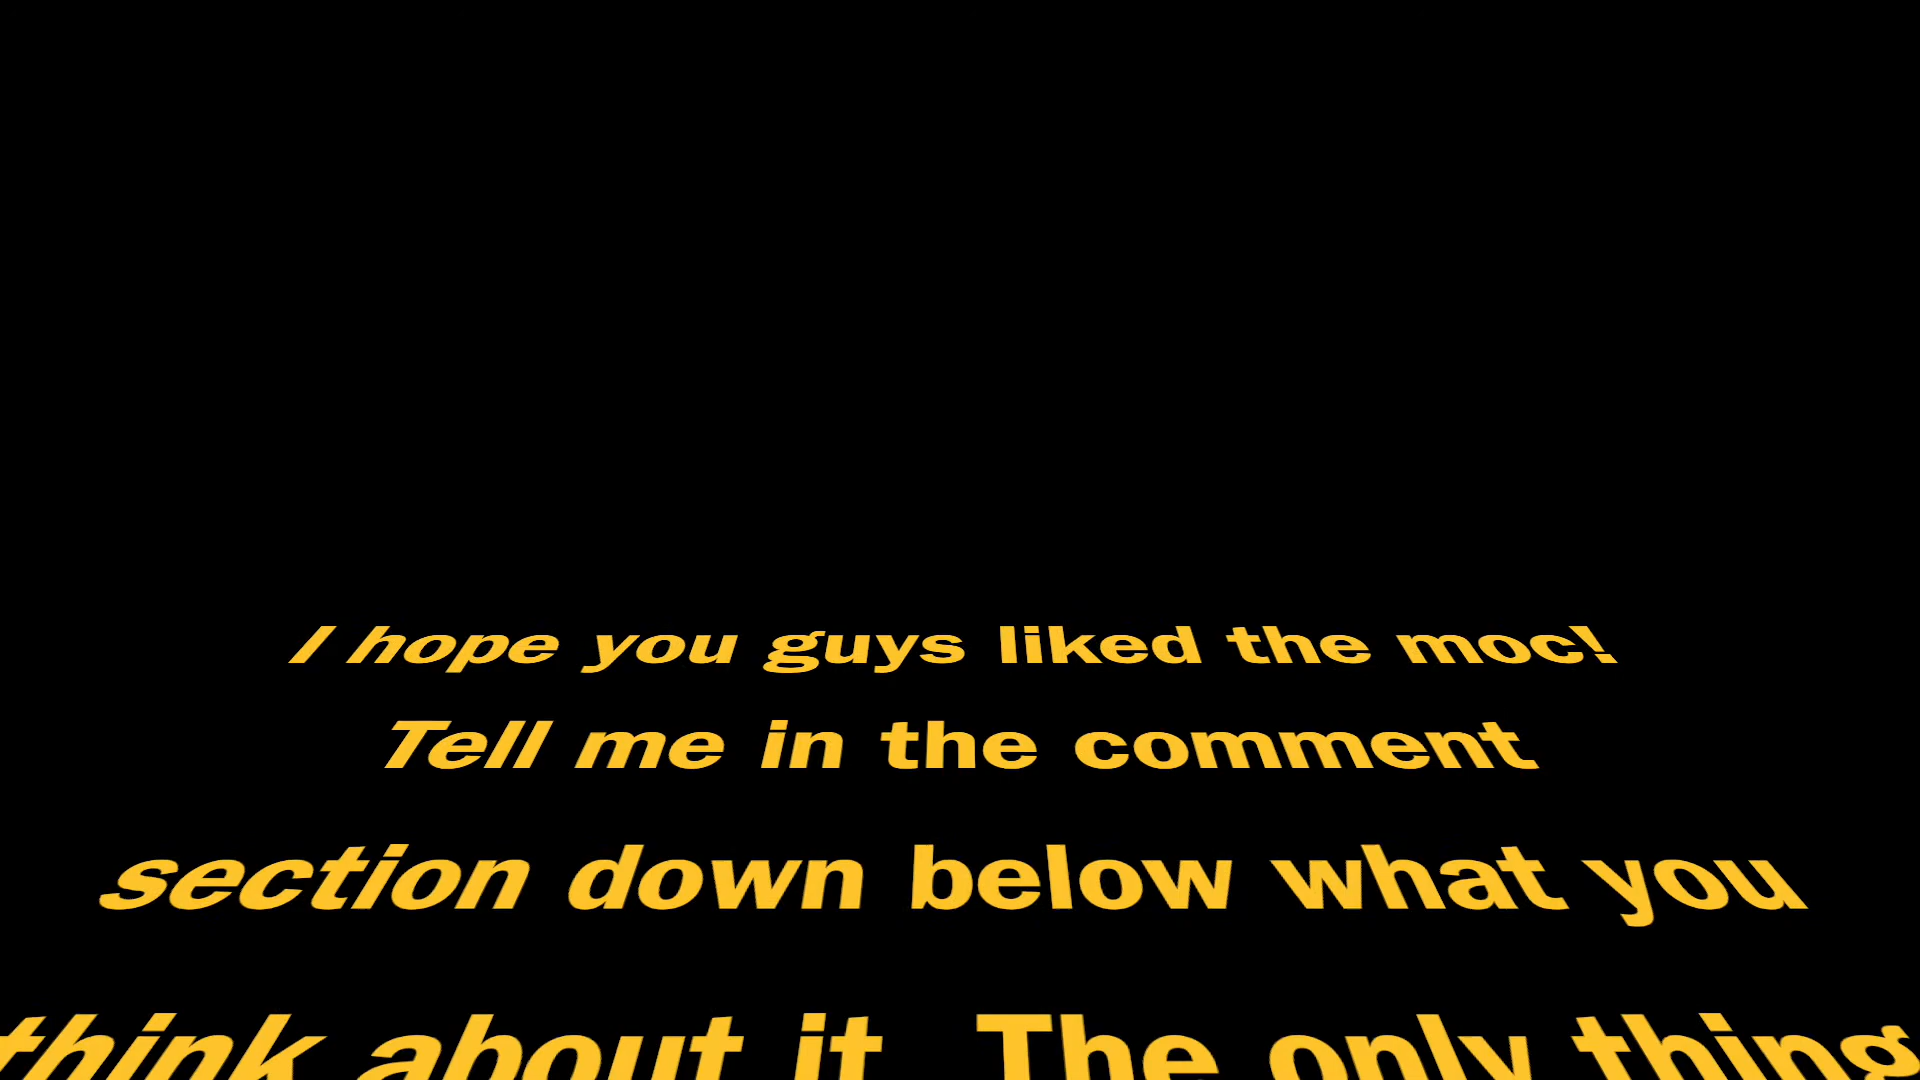 I hope you guys liked the moc!
Tell me in the comment
section down below what you
think about it. The only thing